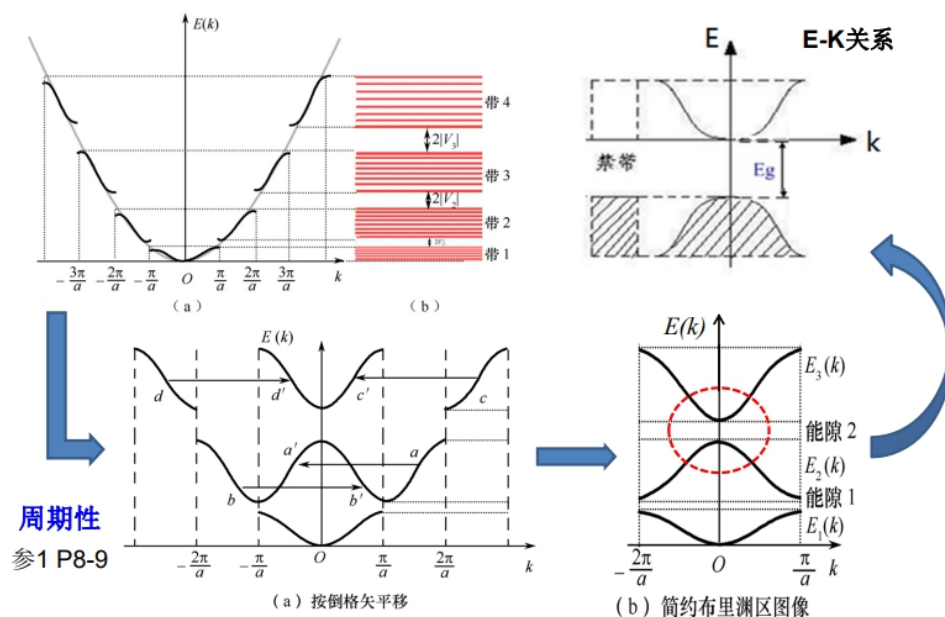 E(k)
带 4
2|V₃|
带 3
2|V₂|
带 2
带 1
-3π/a -2π/a -π/a O π/a 2π/a 3π/a k
(a) (b)
E
E-K关系
k
禁带
Eg
周期性
参1 P8-9
E(k)
d d' c' c
a' a
b b'
-2π/a -π/a O π/a 2π/a k
(a) 按倒格矢平移
E(k)
E₃(k)
能隙 2
E₂(k)
能隙 1
E₁(k)
-2π/a O π/a k
(b) 简约布里渊区图像